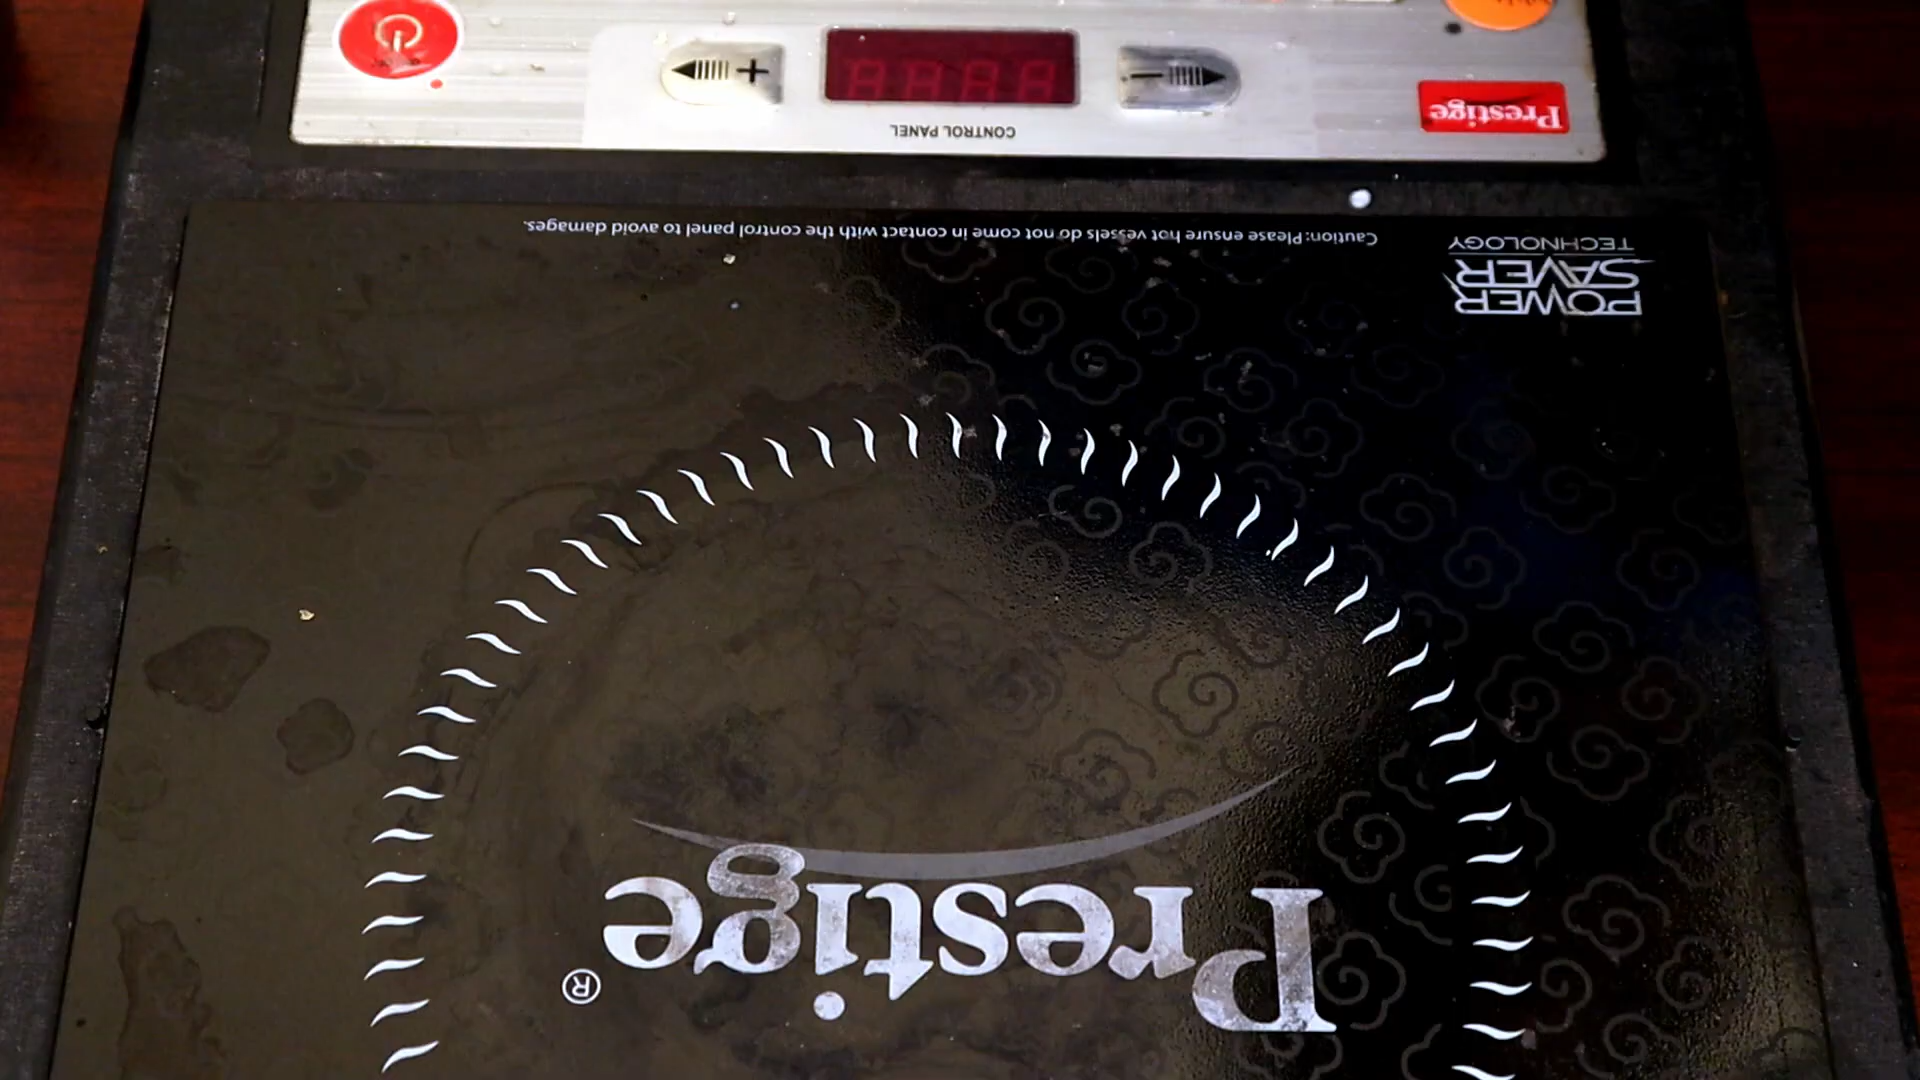 Prestige®
POWER
SAVER
TECHNOLOGY
Caution: Please ensure hot vessels do not come in contact with the control panel to avoid damages.
Prestige
CONTROL PANEL
- +